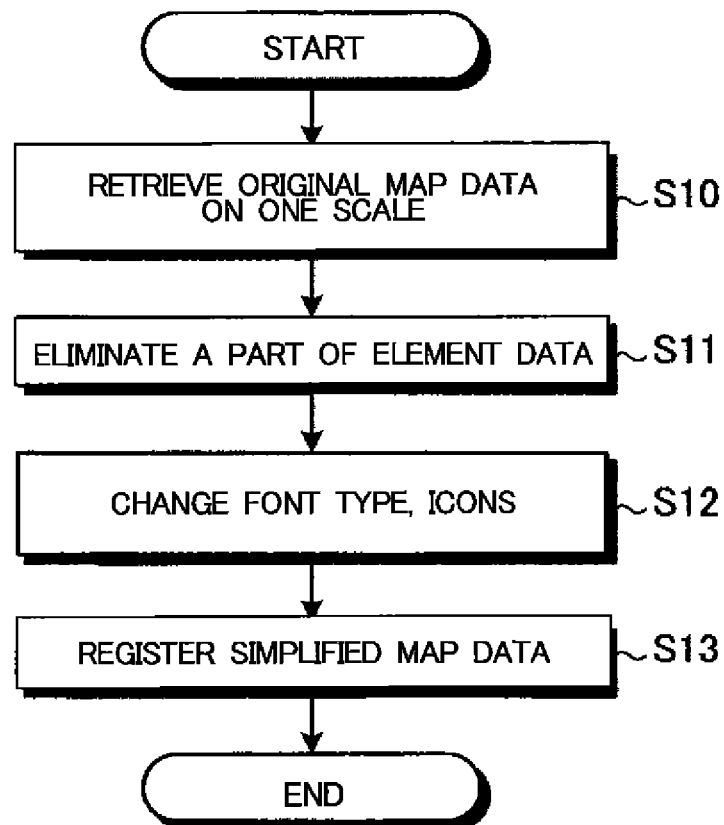 START
RETRIEVE ORIGINAL MAP DATA
ON ONE SCALE
S10
ELIMINATE A PART OF ELEMENT DATA
S11
CHANGE FONT TYPE, ICONS
S12
REGISTER SIMPLIFIED MAP DATA
S13
END